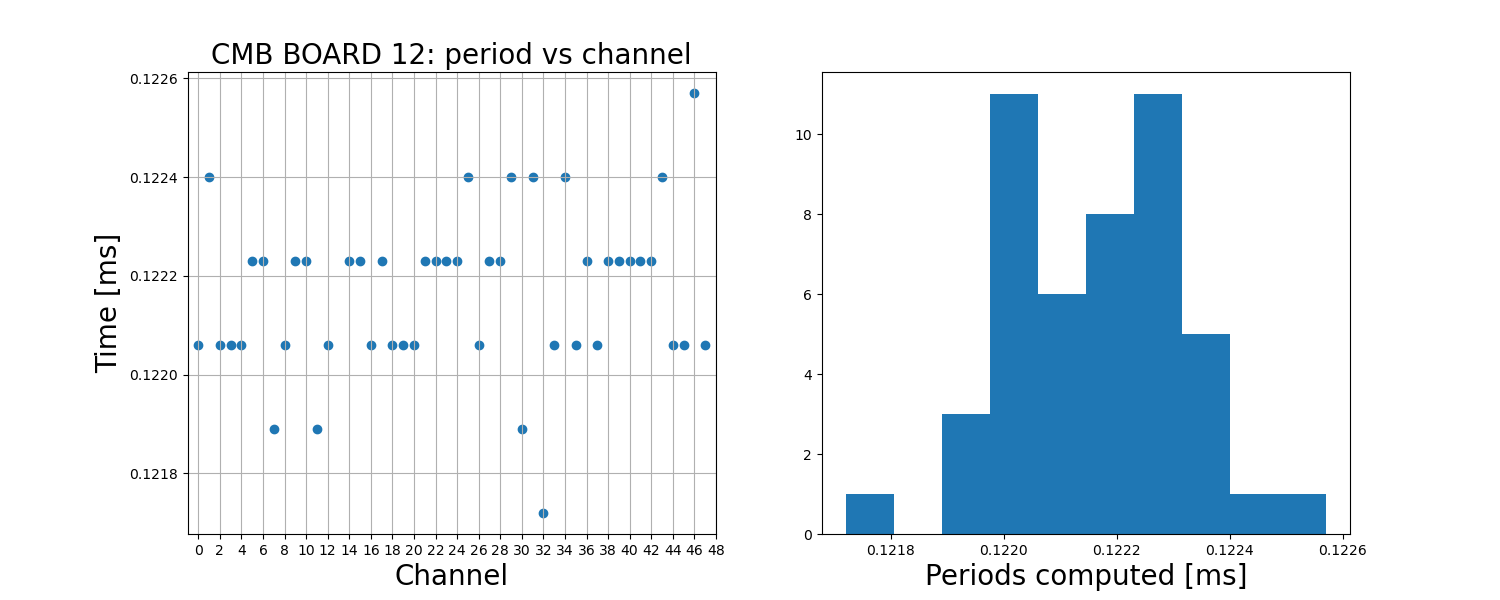 CMB BOARD 12: period vs channel
Time [ms]
0.1226
0.1224
0.1222
0.1220
0.1218
0 2 4 6 8 10 12 14 16 18 20 22 24 26 28 30 32 34 36 38 40 42 44 46 48
Channel
10
8
6
4
2
0
0.1218 0.1220 0.1222 0.1224 0.1226
Periods computed [ms]